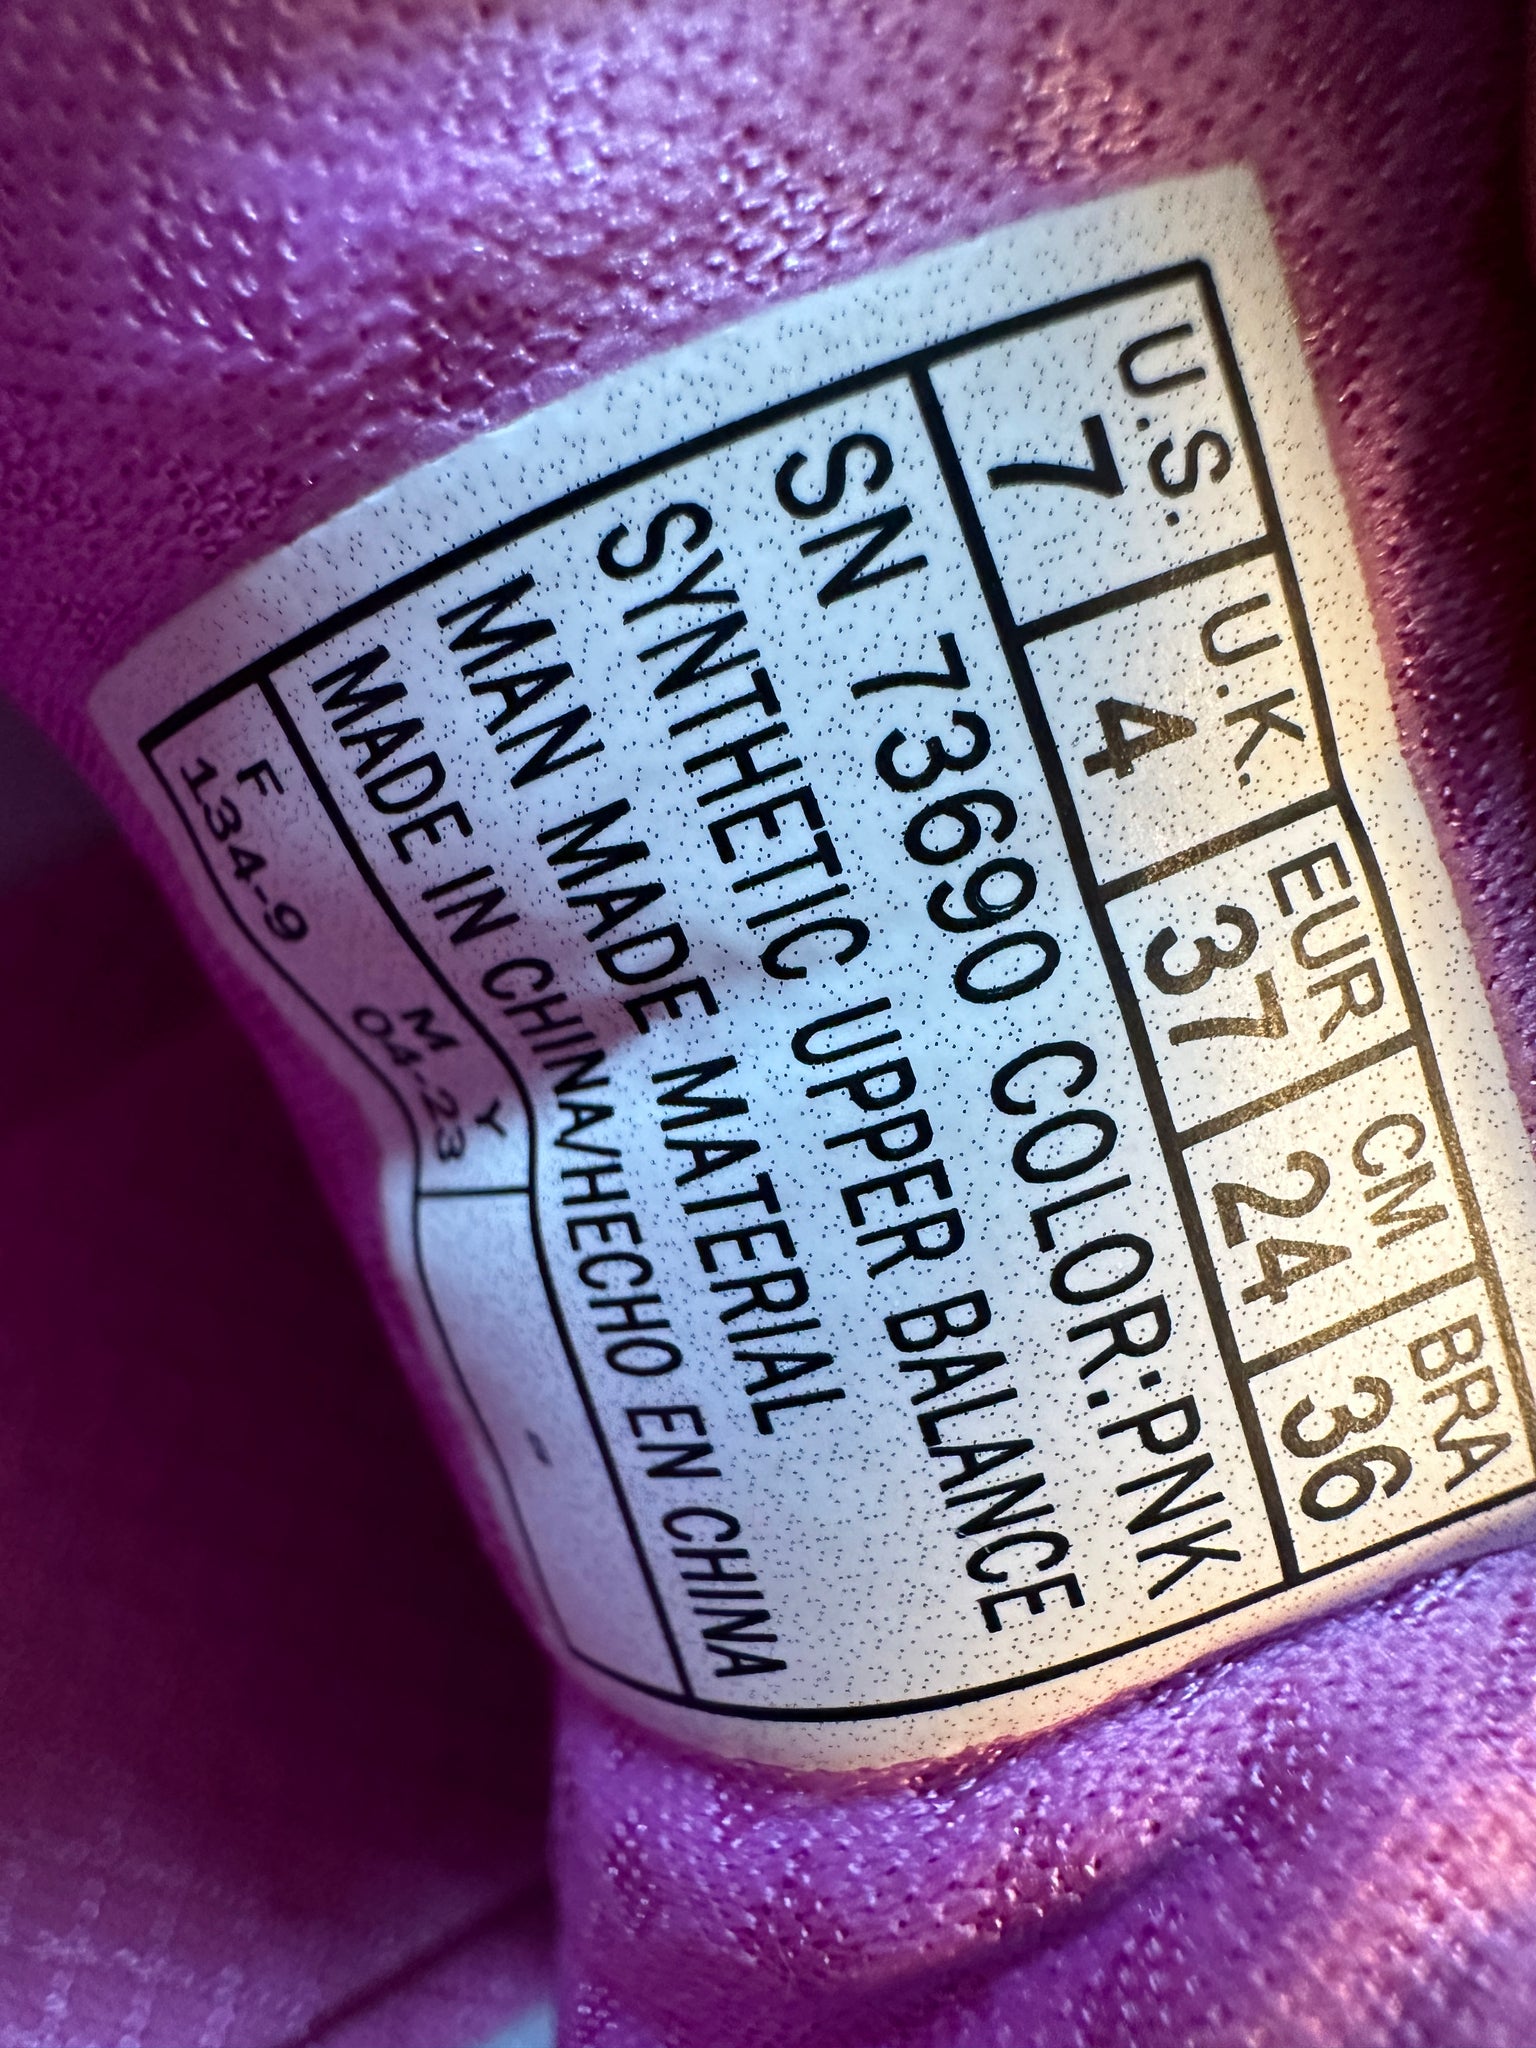 U.S. U.K. EUR CM BRA
7 4 37 24 36
SN 73690 COLOR:PNK
SYNTHETIC UPPER BALANCE
MAN MADE MATERIAL
MADE IN CHINA/HECHO EN CHINA
F M Y
134-9 04-23